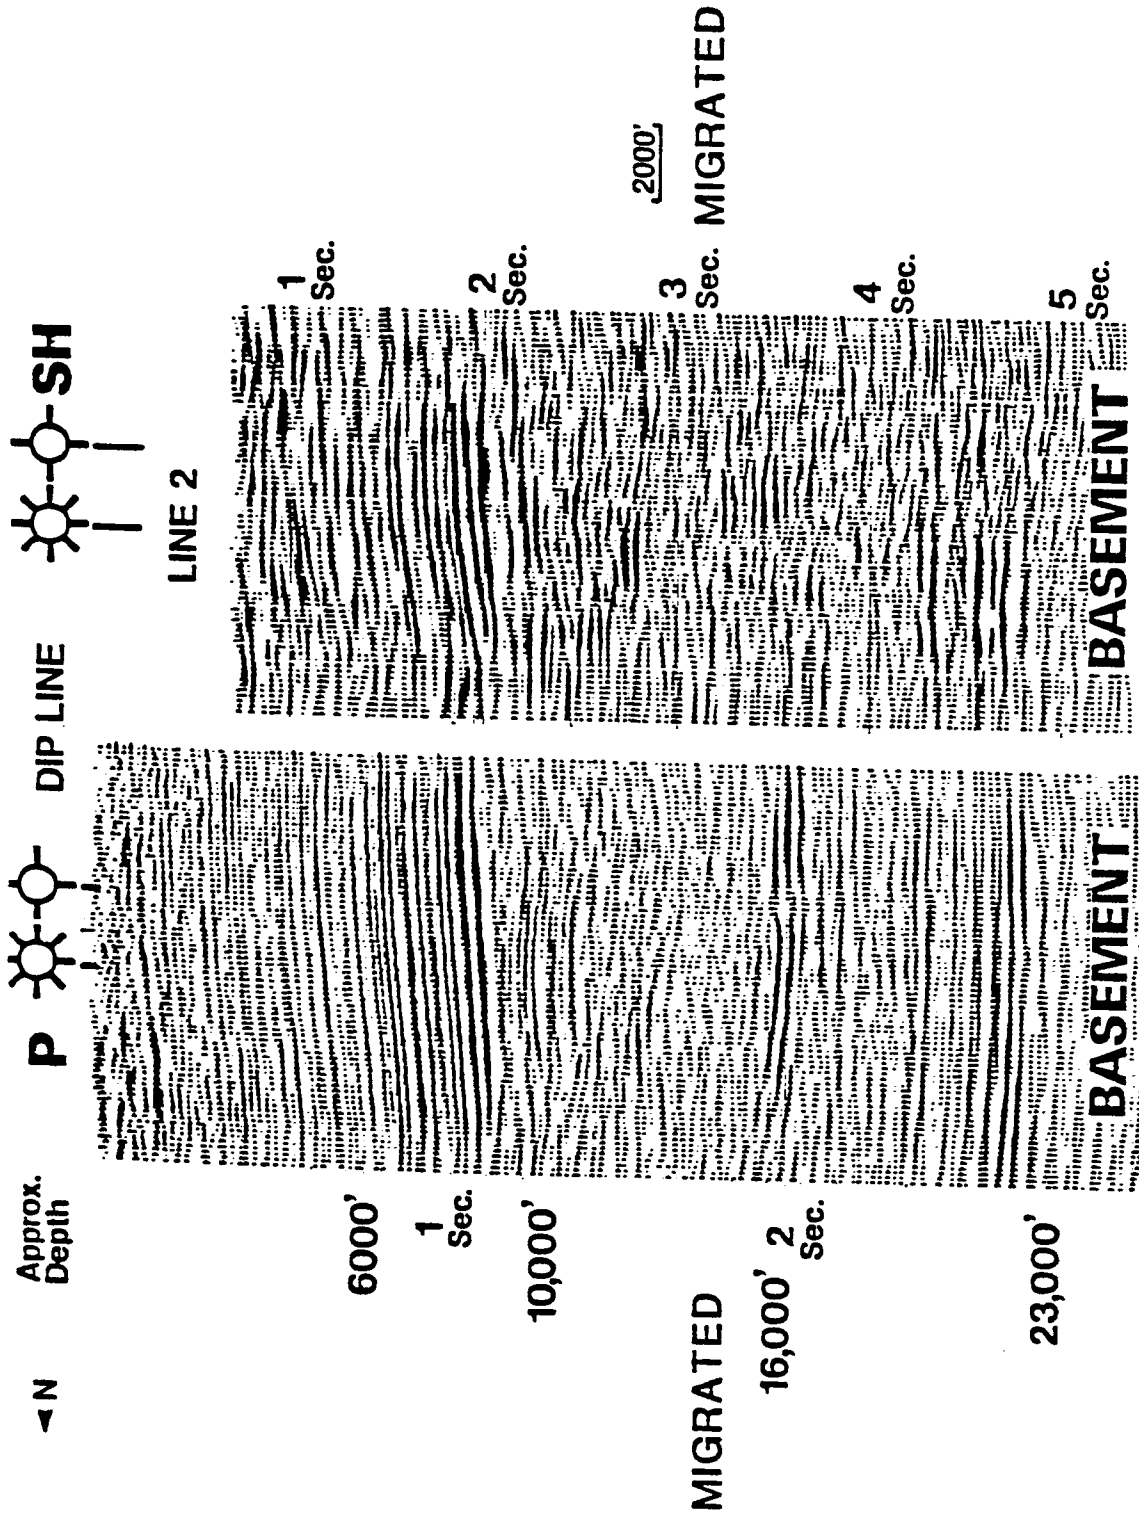 ◄ N
Approx.
Depth
P
DIP LINE
SH
LINE 2
6000'
1
Sec.
10,000'
16,000'
2
Sec.
23,000'
MIGRATED
BASEMENT
1
Sec.
2
Sec.
3
Sec.
4
Sec.
5
Sec.
2000'
MIGRATED
BASEMENT